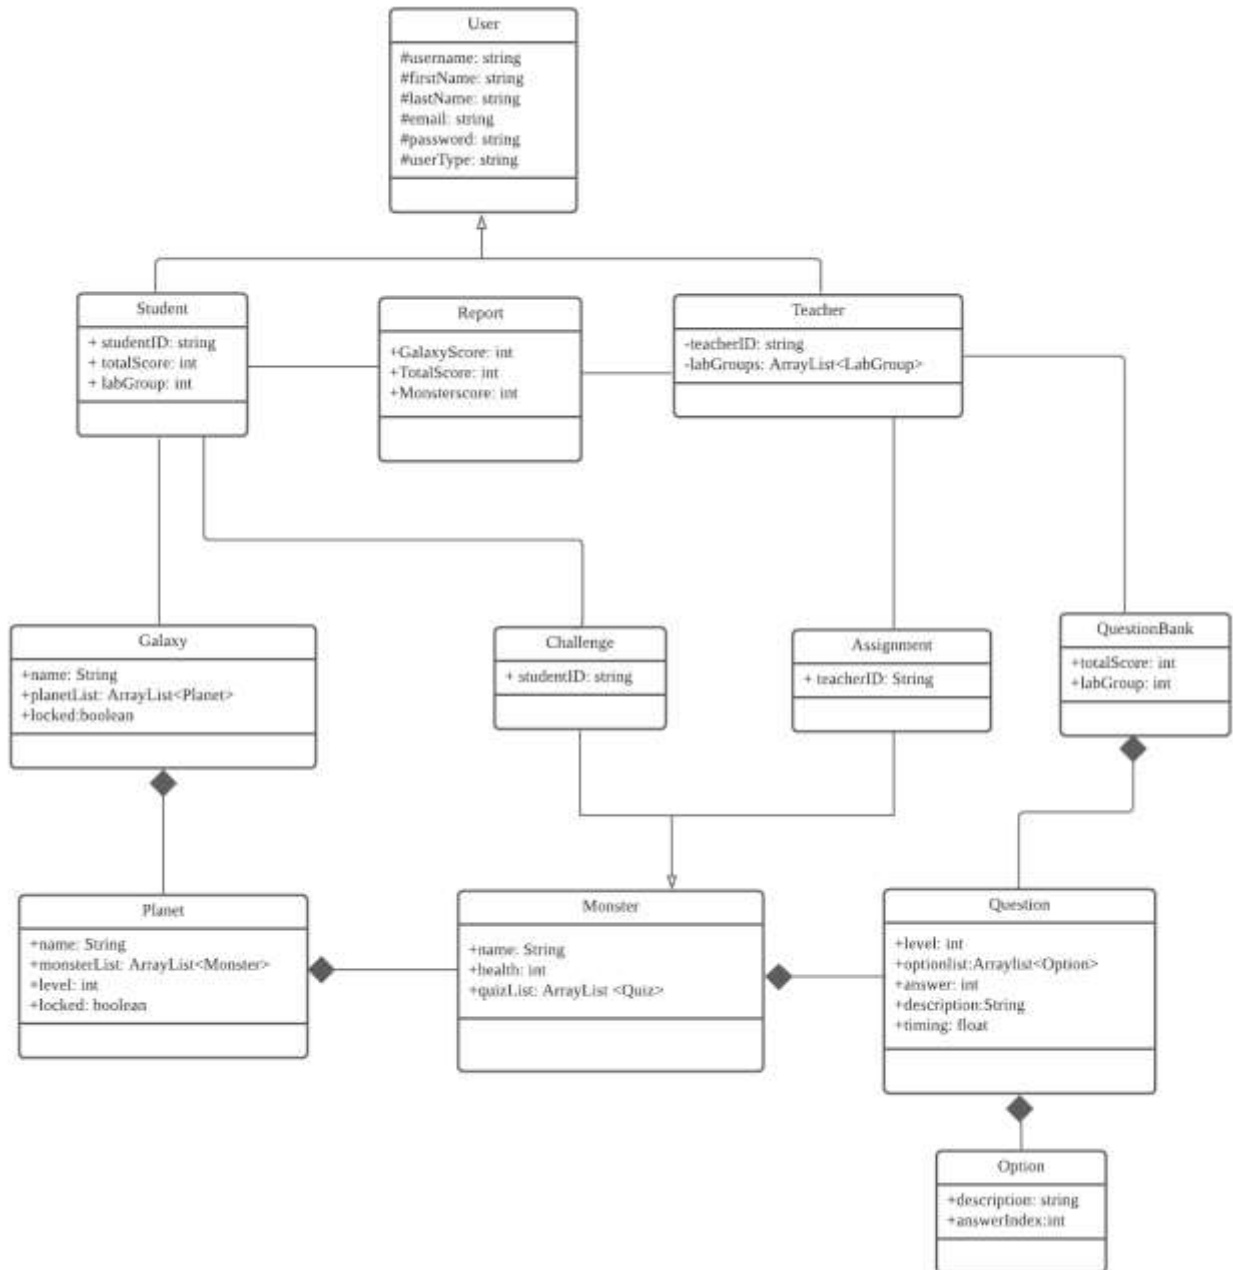 User
#username: string
#firstName: string
#lastName: string
#email: string
#password: string
#userType: string
Student
+ studentID: string
+ totalScore: int
+ labGroup: int
Report
+GalaxyScore: int
+TotalScore: int
+Monsterscore: int
Teacher
-teacherID: string
-labGroups: ArrayList<LabGroup>
Galaxy
+name: String
+planetList: ArrayList<Planet>
+locked:boolean
Challenge
+ studentID: string
Assignment
+ teacherID: String
QuestionBank
+totalScore: int
+labGroup: int
Planet
+name: String
+monsterList: ArrayList<Monster>
+level: int
+locked: boolean
Monster
+name: String
+health: int
+quizList: ArrayList <Quiz>
Question
+level: int
+optionlist:Arraylist<Option>
+answer: int
+description:String
+timing: float
Option
+description: string
+answerIndex:int